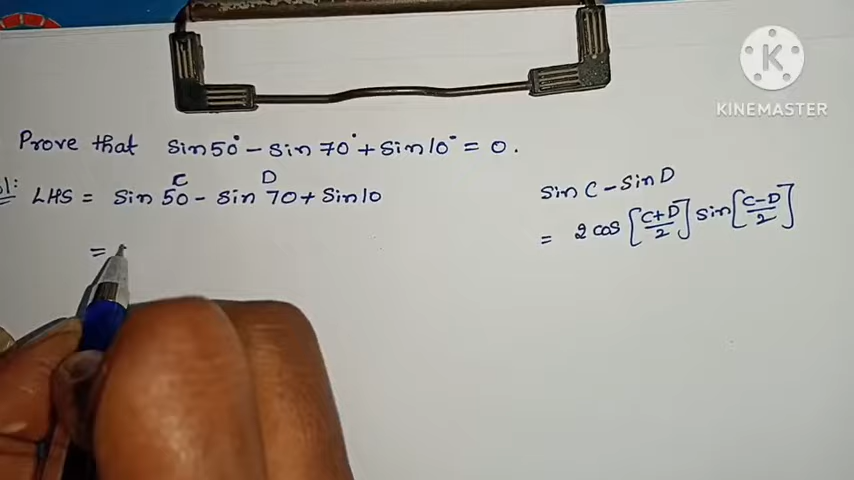 K
KINEMASTER
Prove that Sin50° - Sin 70° + Sin10° = 0.
LHS = Sin 50 - Sin 70 + Sin10
C D
Sin C - Sin D
= 2 cos [C+D/2] Sin [C-D/2]
=